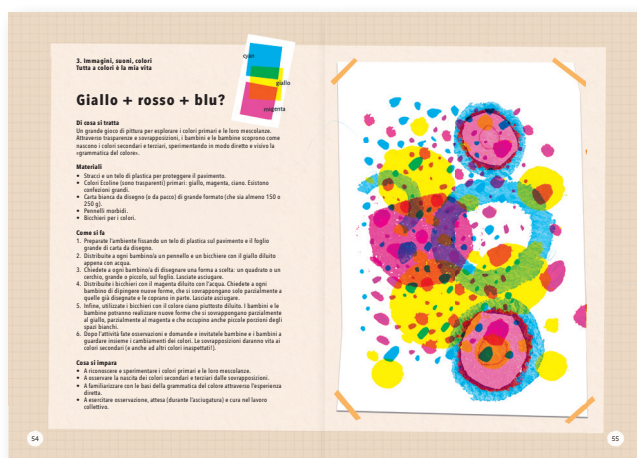 3. Immagini, suoni, colori
Tutta a colori è la mia vita
cyan
giallo
magenta
Giallo + rosso + blu?
Di cosa si tratta
Un grande gioco di pittura per esplorare i colori primari e le loro mescolanze.
Attraverso trasparenze e sovrapposizioni, i bambini e le bambine scoprono come
nascono i colori secondari e terziari, sperimentando in modo diretto e visivo la
«grammatica del colore».
Materiali
• Stracci e un telo di plastica per proteggere il pavimento.
• Colori Ecoline (sono trasparenti) primari: giallo, magenta, ciano. Esistono
confezioni grandi.
• Carta bianca da disegno (o da pacco) di grande formato (che sia almeno 150 o
250 g).
• Pennelli morbidi.
• Bicchieri per i colori.
Come si fa
1. Preparate l'ambiente fissando un telo di plastica sul pavimento e il foglio
grande di carta da disegno.
2. Distribuite a ogni bambino/a un pennello e un bicchiere con il giallo diluito
appena con acqua.
3. Chiedete a ogni bambino/a di disegnare una forma a scelta: un quadrato o un
cerchio, grande o piccolo, sul foglio. Lasciate asciugare.
4. Distribuite i bicchieri con il magenta diluito con l'acqua. Chiedete a ogni
bambino di dipingere nuove forme, che si sovrappongono solo parzialmente a
quelle già disegnate e le coprano in parte. Lasciate asciugare.
5. Infine, utilizzate i bicchieri con il colore ciano piuttosto diluito. I bambini e le
bambine potranno realizzare nuove forme che si sovrappongono parzialmente
al giallo, parzialmente al magenta e che occupino anche piccole porzioni degli
spazi bianchi.
6. Dopo l'attività fate osservazioni e domande e invitatele bambine e i bambini a
guardare insieme i cambiamenti dei colori. Le sovrapposizioni daranno vita ai
colori secondari (e anche ad altri colori inaspettati!).
Cosa si impara
• A riconoscere e sperimentare i colori primari e le loro mescolanze.
• A osservare la nascita dei colori secondari e terziari dalle sovrapposizioni.
• A familiarizzare con le basi della grammatica del colore attraverso l'esperienza
diretta.
• A esercitare osservazione, attesa (durante l'asciugatura) e cura nel lavoro
collettivo.
54
55